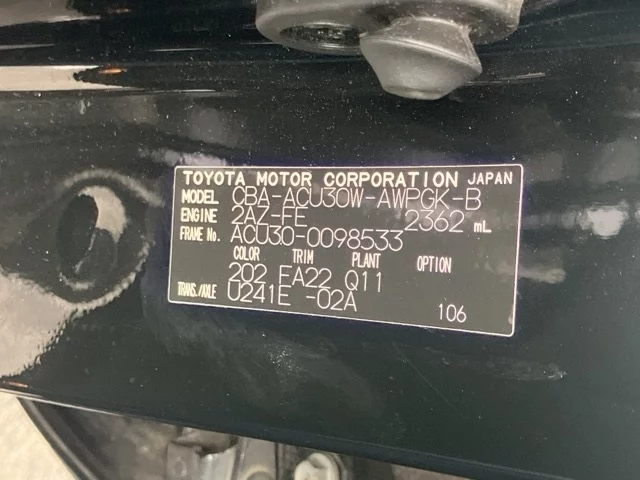 TOYOTA MOTOR CORPORATION JAPAN
MODEL CBA-ACU30W-AWPGK-B
ENGINE 2AZ-FE 2362 mL
FRAME No. ACU30-0098533
COLOR TRIM PLANT OPTION
202 FA22 Q11
TRANS./AXLE U241E -02A
106